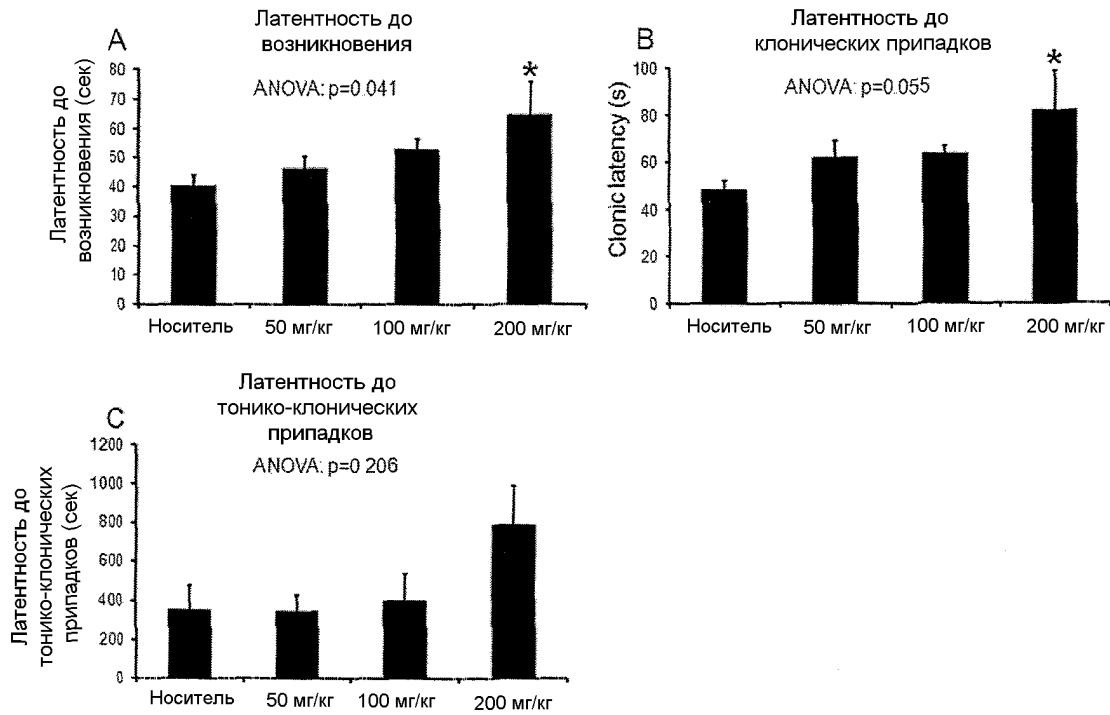 A
Латентность до
возникновения
ANOVA: p=0.041
*
Латентность до
возникновения (сек)
80
70
60
50
40
30
20
10
0
Носитель 50 мг/кг 100 мг/кг 200 мг/кг
B
Латентность до
клонических припадков
ANOVA: p=0.055
*
Clonic latency (s)
100
80
60
40
20
0
Носитель 50 мг/кг 100 мг/кг 200 мг/кг
C
Латентность до
тонико-клонических
припадков
ANOVA: p=0 206
Латентность до
тонико-клонических
припадков (сек)
1200
1000
800
600
400
200
0
Носитель 50 мг/кг 100 мг/кг 200 мг/кг